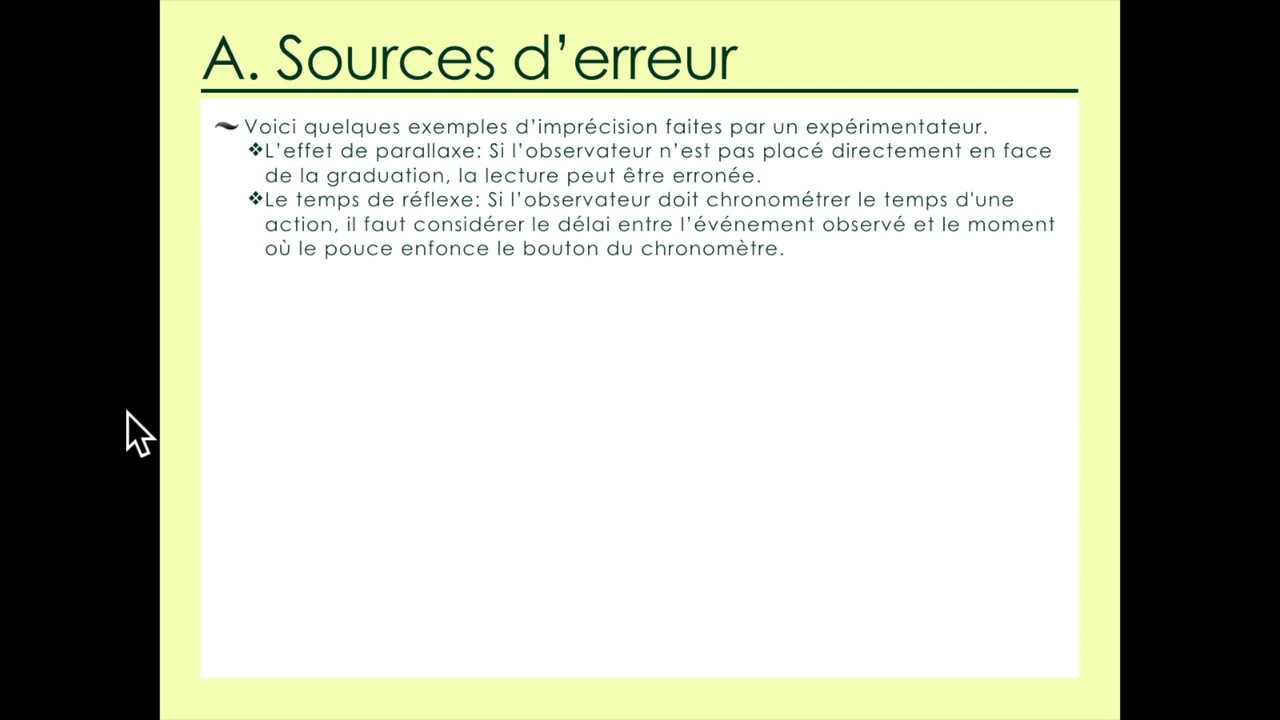 A. Sources d’erreur
Voici quelques exemples d’imprécision faites par un expérimentateur.
❖L’effet de parallaxe: Si l’observateur n’est pas placé directement en face
de la graduation, la lecture peut être erronée.
❖Le temps de réflexe: Si l’observateur doit chronométrer le temps d'une
action, il faut considérer le délai entre l’événement observé et le moment
où le pouce enfonce le bouton du chronomètre.